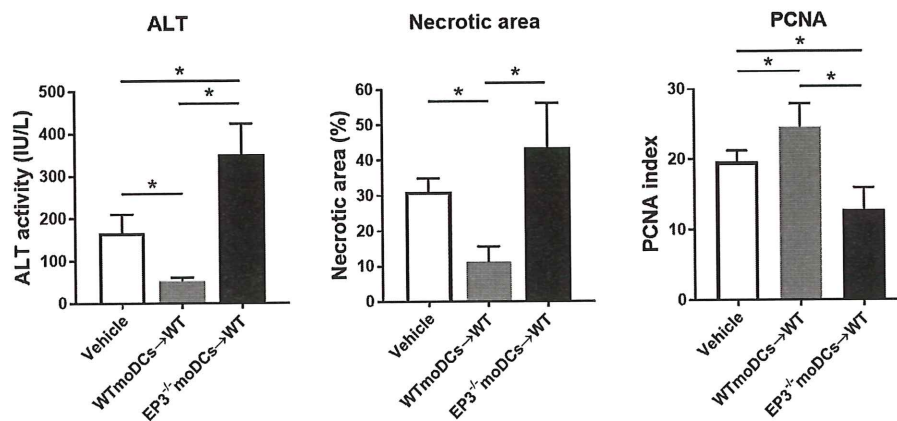 ALT
ALT activity (IU/L)
500
400
300
200
100
0
*
*
*
Vehicle
WTmoDCs→WT
EP3-/-moDCs→WT
Necrotic area
Necrotic area (%)
60
50
40
30
20
10
0
*
*
Vehicle
WTmoDCs→WT
EP3-/-moDCs→WT
PCNA
PCNA index
30
20
10
0
*
*
*
Vehicle
WTmoDCs→WT
EP3-/-moDCs→WT